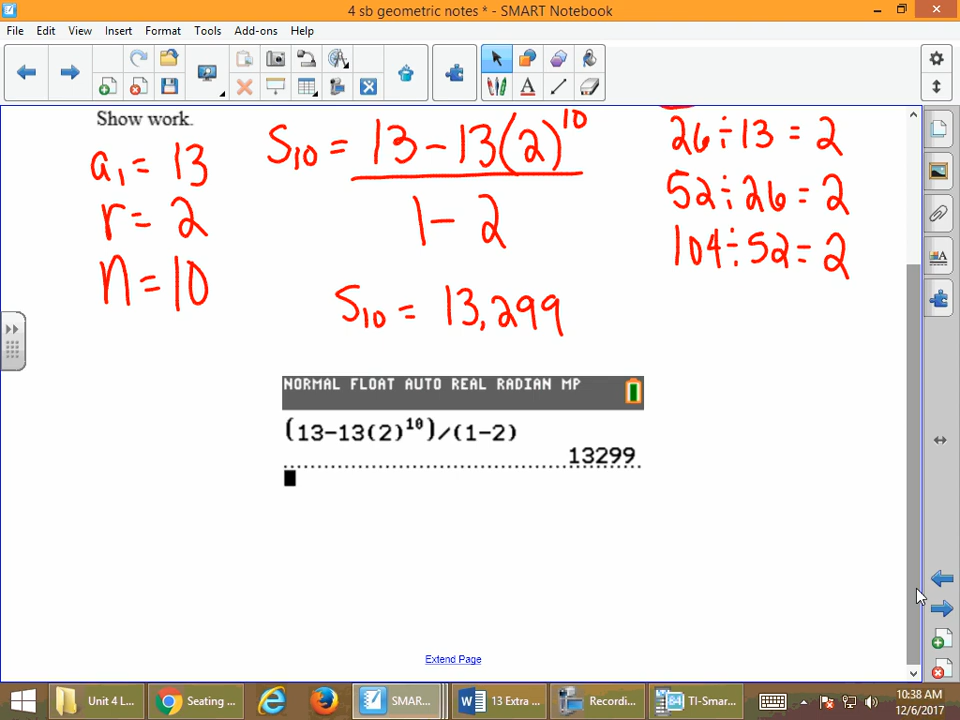 4 sb geometric notes * - SMART Notebook
File Edit View Insert Format Tools Add-ons Help
Show work.
a₁ = 13
r = 2
n = 10
S₁₀ = 13 - 13(2)¹⁰
1 - 2
S₁₀ = 13,299
26 ÷ 13 = 2
52 ÷ 26 = 2
104 ÷ 52 = 2
NORMAL FLOAT AUTO REAL RADIAN MP
(13-13(2)¹⁰)/(1-2)
13299
Extend Page
Unit 4 L...
Seating ...
SMAR...
13 Extra ...
Recordi...
TI-Smar...
10:38 AM
12/6/2017